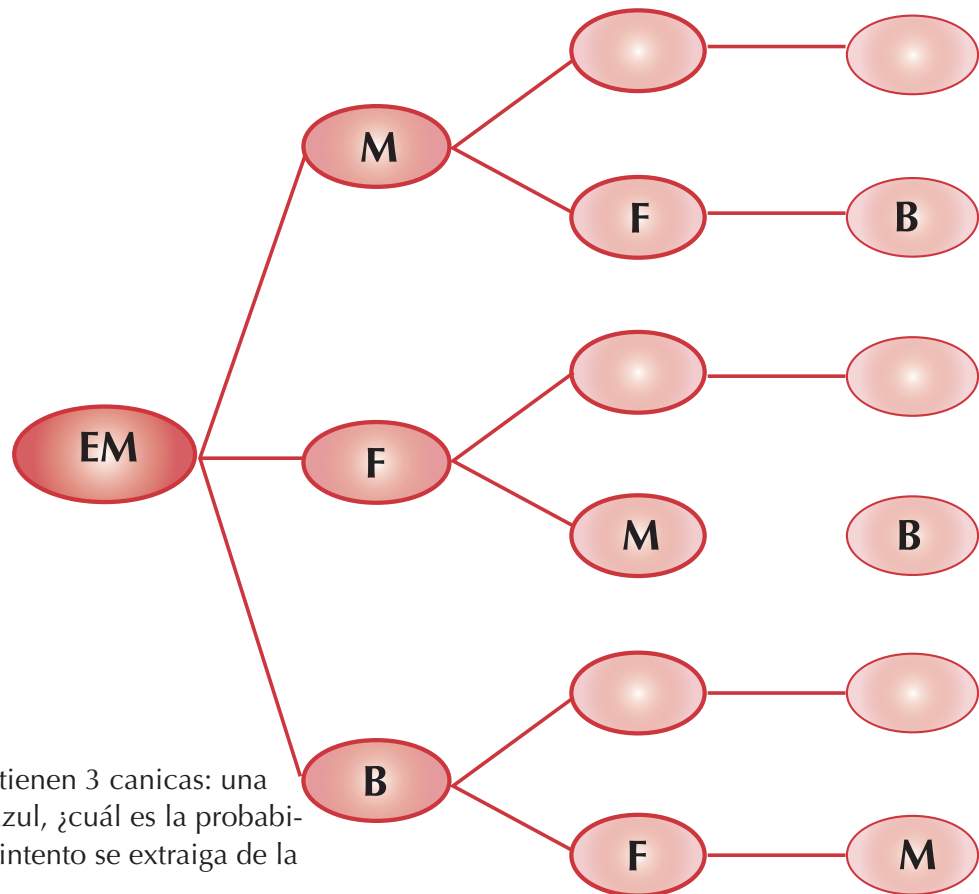 M
F
B
EM
F
M
B
B
F
M
tienen 3 canicas: una
zul, ¿cuál es la probabi-
intento se extraiga de la